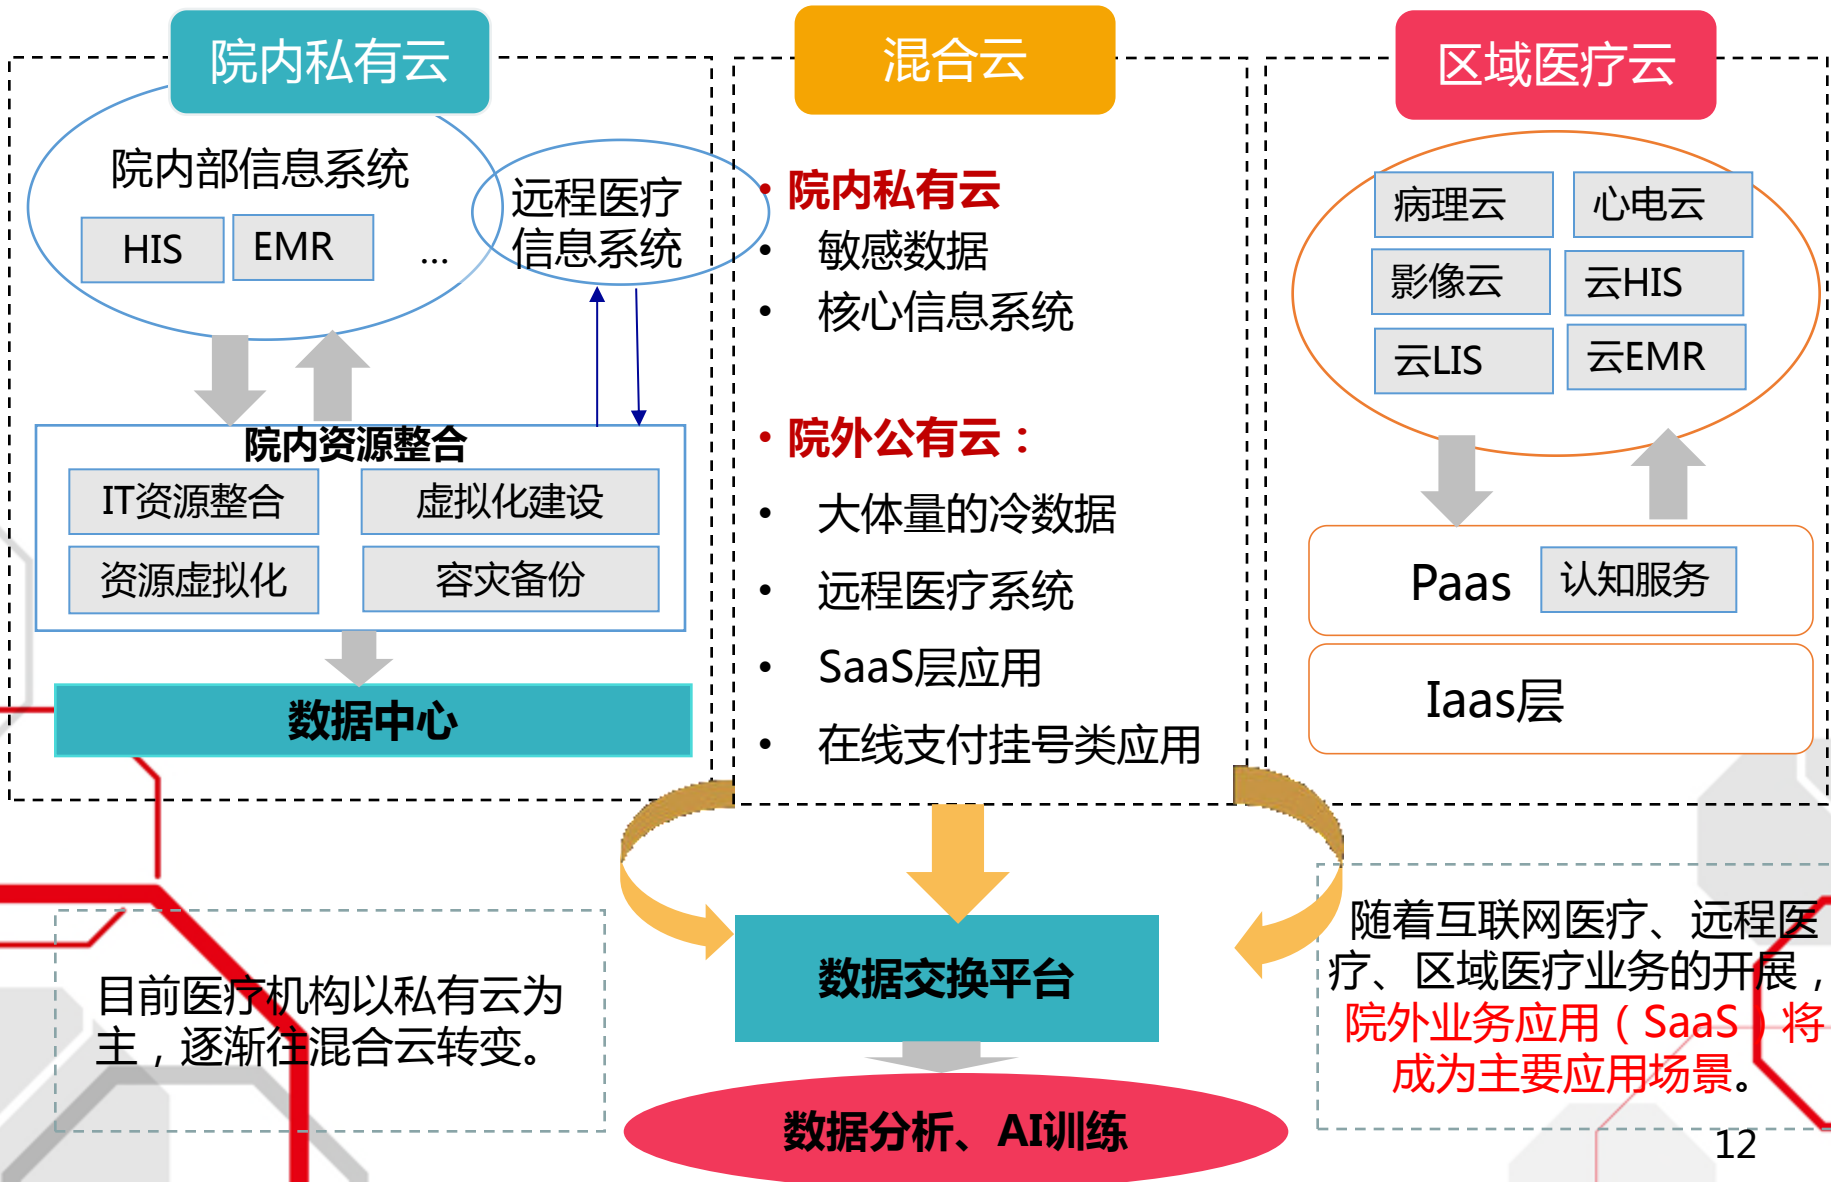 院内私有云
院内部信息系统
HIS
EMR
...
远程医疗
信息系统
院内资源整合
IT资源整合
虚拟化建设
资源虚拟化
容灾备份
数据中心
混合云
• 院内私有云
• 敏感数据
• 核心信息系统
• 院外公有云：
• 大体量的冷数据
• 远程医疗系统
• SaaS层应用
• 在线支付挂号类应用
区域医疗云
病理云
心电云
影像云
云HIS
云LIS
云EMR
Paas
认知服务
Iaas层
目前医疗机构以私有云为
主，逐渐往混合云转变。
数据交换平台
数据分析、AI训练
随着互联网医疗、远程医
疗、区域医疗业务的开展，
院外业务应用（SaaS）将
成为主要应用场景。
12